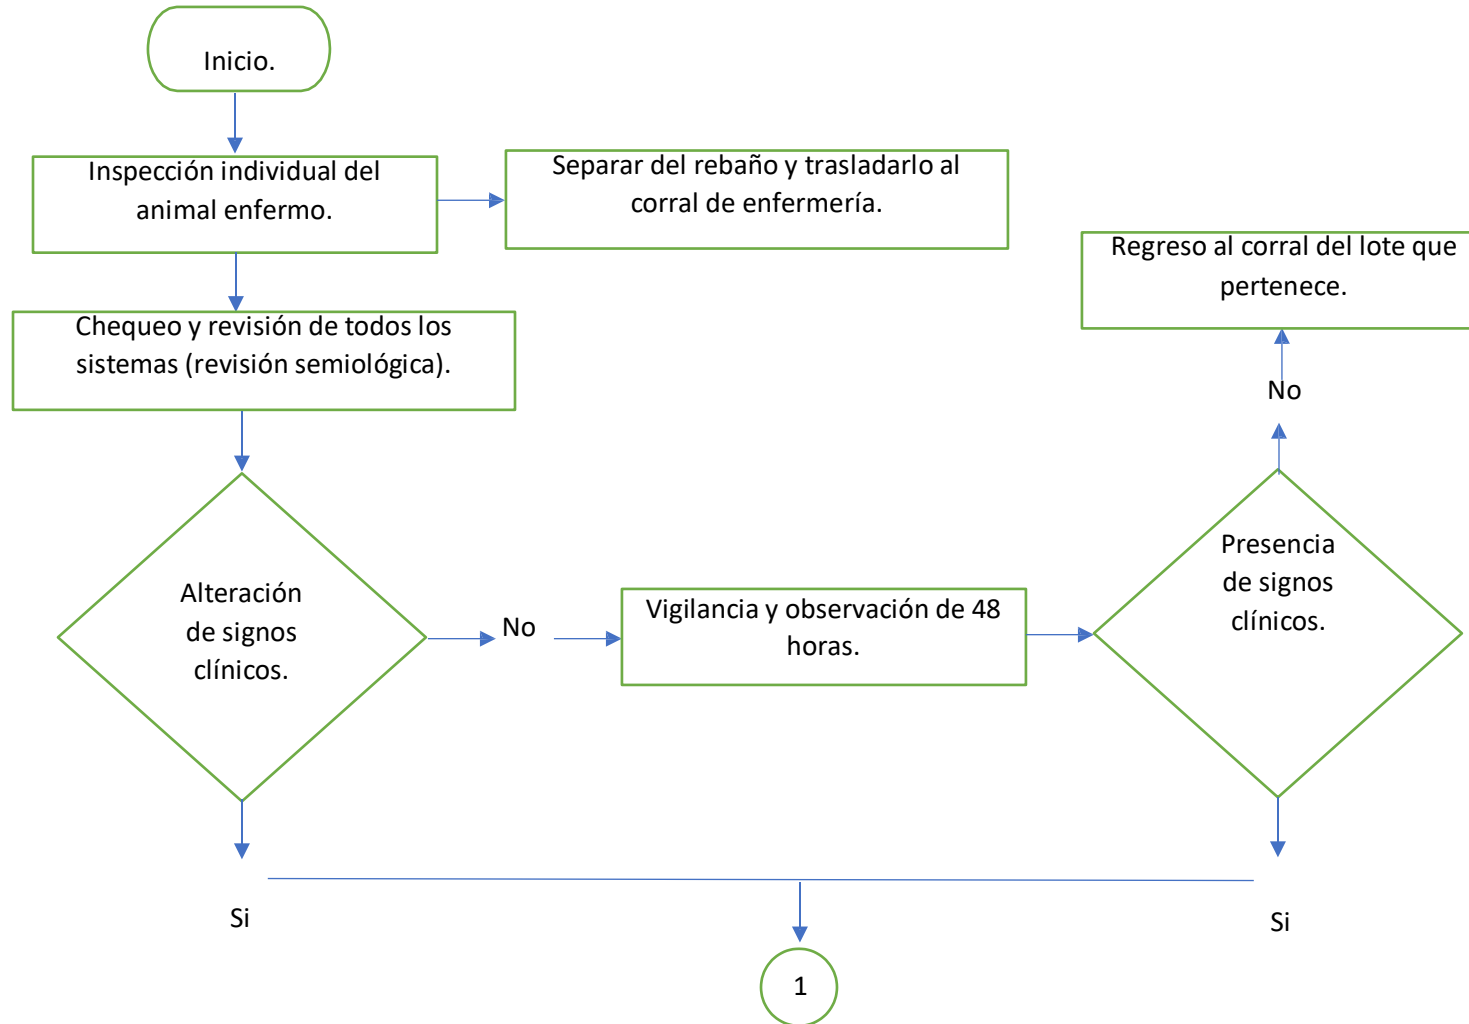 Inicio.
Inspección individual del
animal enfermo.
Separar del rebaño y trasladarlo al
corral de enfermería.
Chequeo y revisión de todos los
sistemas (revisión semiológica).
Regreso al corral del lote que
pertenece.
No
Alteración
de signos
clínicos.
No
Vigilancia y observación de 48
horas.
Presencia
de signos
clínicos.
Si
Si
1